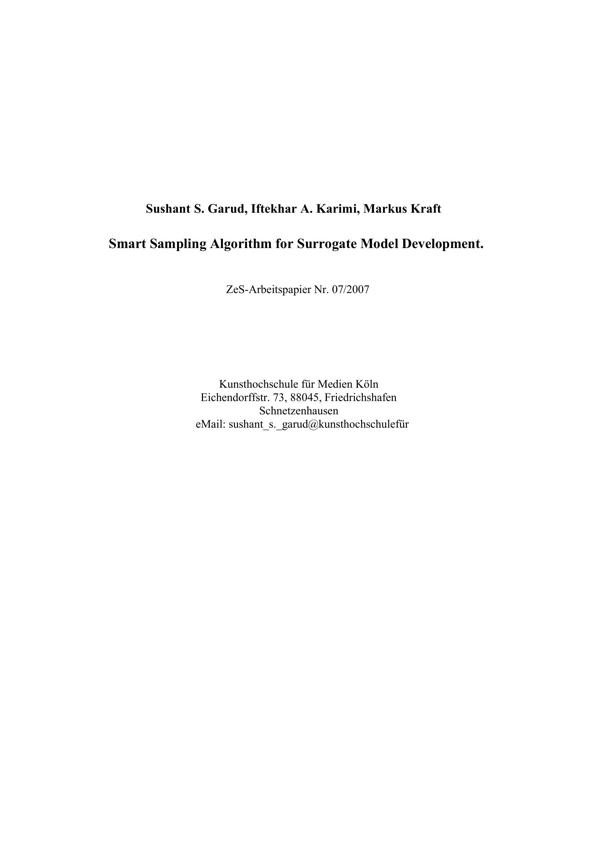 Sushant S. Garud, Iftekhar A. Karimi, Markus Kraft
Smart Sampling Algorithm for Surrogate Model Development.
ZeS-Arbeitspapier Nr. 07/2007
Kunsthochschule für Medien Köln
Eichendorffstr. 73, 88045, Friedrichshafen
Schnetzenhausen
eMail: sushant_s._garud@kunsthochschulefür